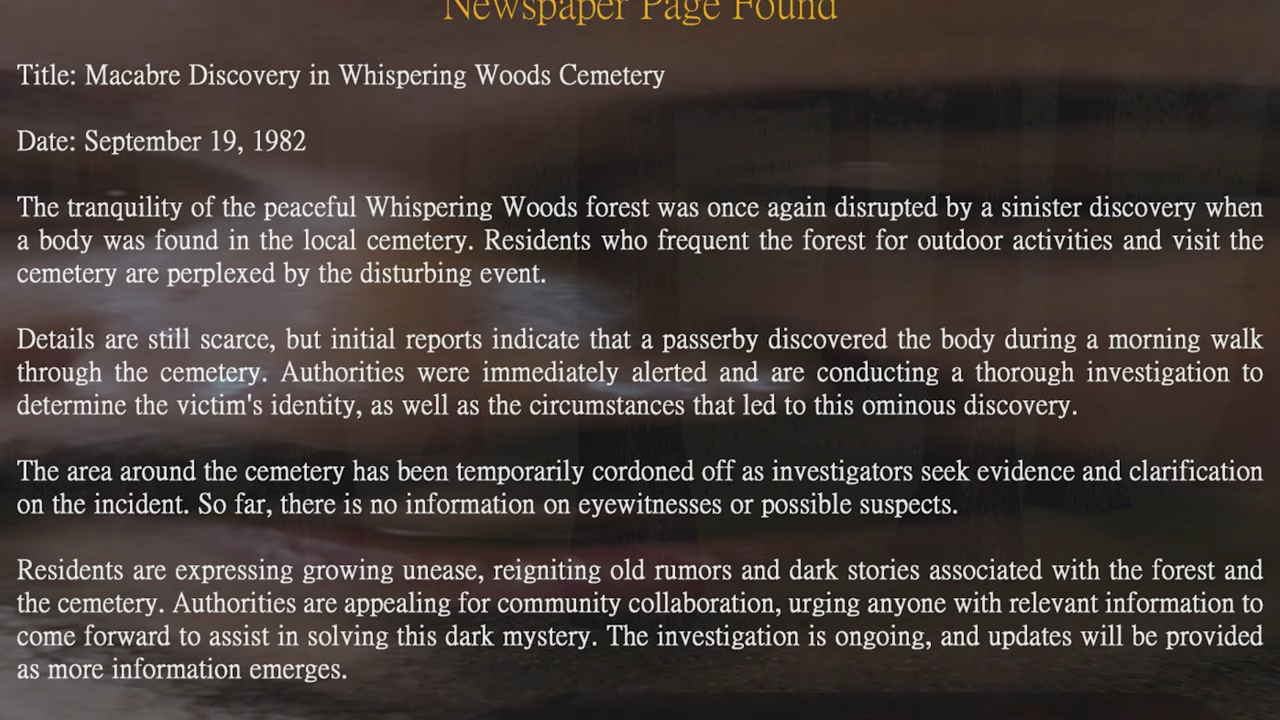 Newspaper Page Found
Title: Macabre Discovery in Whispering Woods Cemetery
Date: September 19, 1982
The tranquility of the peaceful Whispering Woods forest was once again disrupted by a sinister discovery when
a body was found in the local cemetery. Residents who frequent the forest for outdoor activities and visit the
cemetery are perplexed by the disturbing event.
Details are still scarce, but initial reports indicate that a passerby discovered the body during a morning walk
through the cemetery. Authorities were immediately alerted and are conducting a thorough investigation to
determine the victim's identity, as well as the circumstances that led to this ominous discovery.
The area around the cemetery has been temporarily cordoned off as investigators seek evidence and clarification
on the incident. So far, there is no information on eyewitnesses or possible suspects.
Residents are expressing growing unease, reigniting old rumors and dark stories associated with the forest and
the cemetery. Authorities are appealing for community collaboration, urging anyone with relevant information to
come forward to assist in solving this dark mystery. The investigation is ongoing, and updates will be provided
as more information emerges.